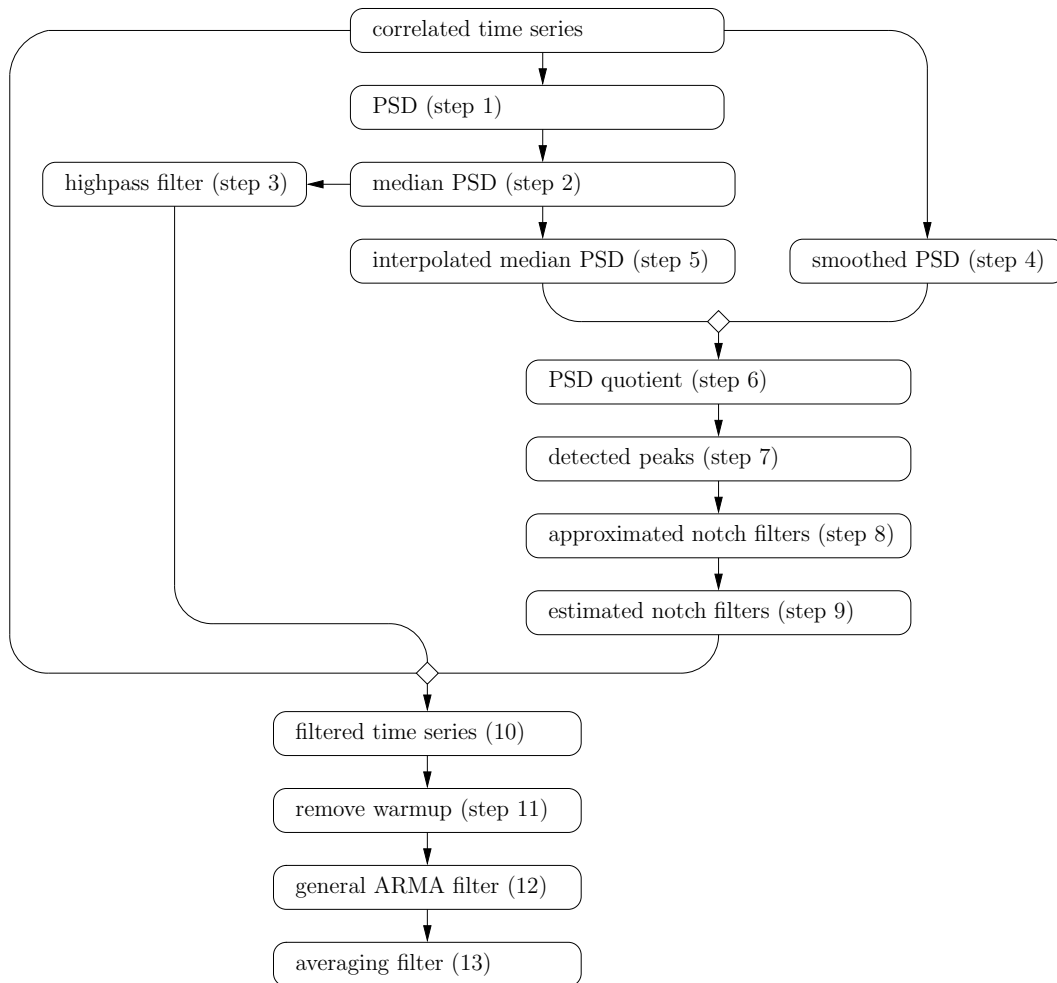 correlated time series
PSD (step 1)
highpass filter (step 3)
median PSD (step 2)
interpolated median PSD (step 5)
smoothed PSD (step 4)
PSD quotient (step 6)
detected peaks (step 7)
approximated notch filters (step 8)
estimated notch filters (step 9)
filtered time series (10)
remove warmup (step 11)
general ARMA filter (12)
averaging filter (13)